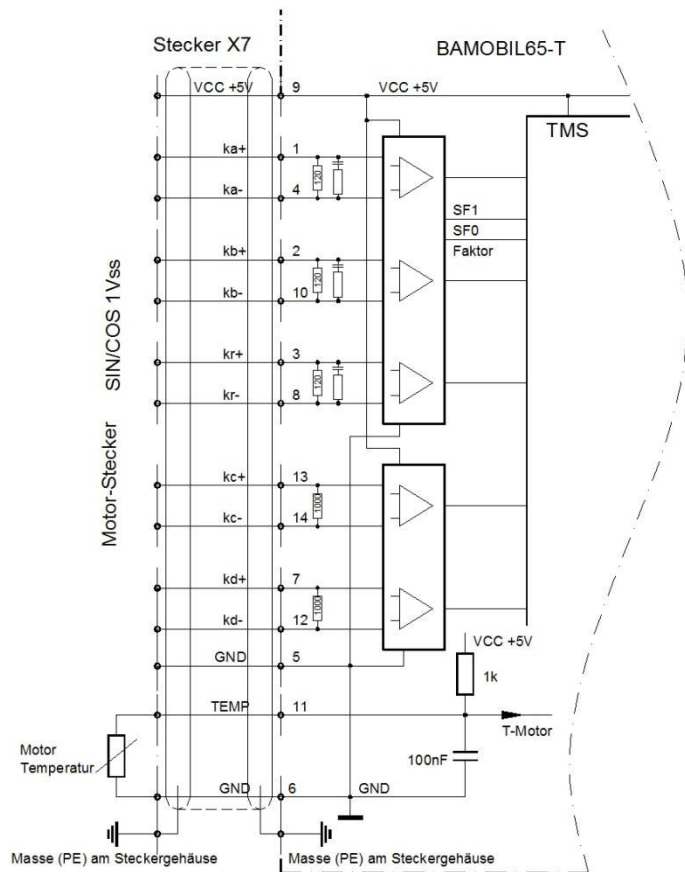 Stecker X7
BAMOBIL65-T
VCC +5V 9 VCC +5V
TMS
ka+ 1
120
ka- 4
SF1
SF0
Faktor
kb+ 2
120
kb- 10
kr+ 3
120
kr- 8
SIN/COS 1Vss
Motor-Stecker
kc+ 13
1000
kc- 14
kd+ 7
1000
kd- 12
GND 5
VCC +5V
1k
TEMP 11
T-Motor
Motor
Temperatur
100nF
GND 6 GND
Masse (PE) am Steckergehäuse
Masse (PE) am Steckergehäuse